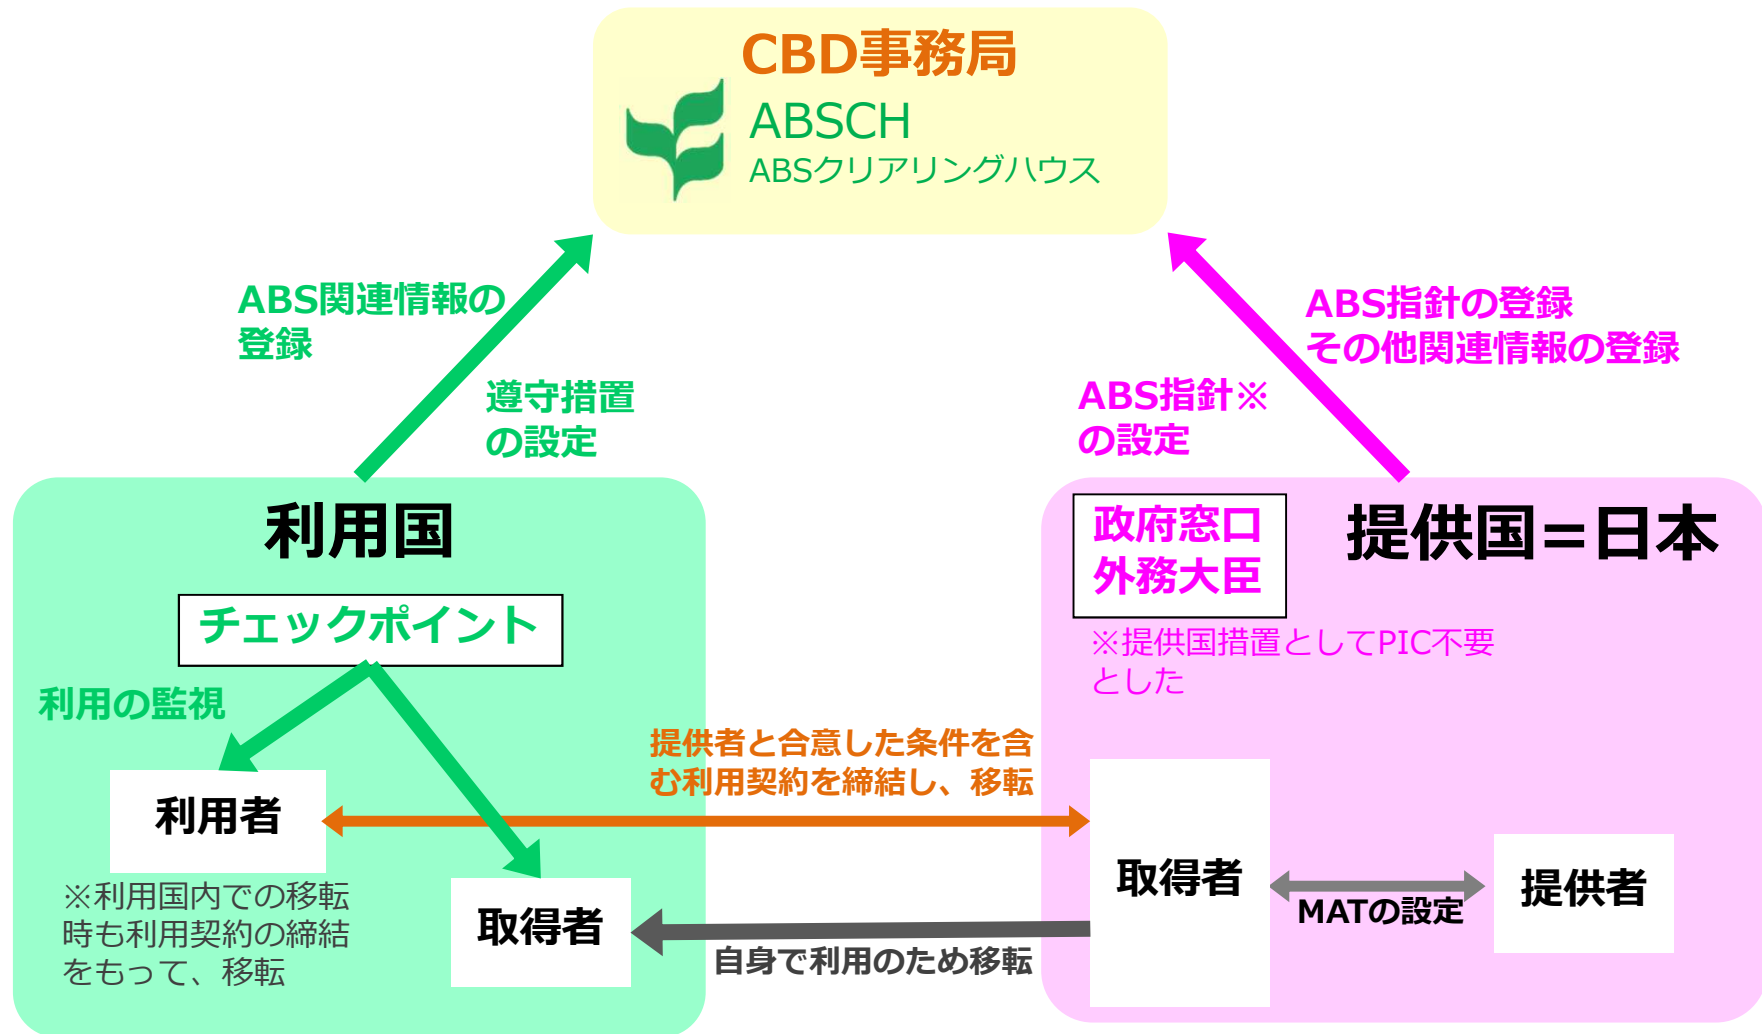 CBD事務局
ABSCH
ABSクリアリングハウス
ABS関連情報の
登録
遵守措置
の設定
ABS指針の登録
その他関連情報の登録
ABS指針※
の設定
利用国
チェックポイント
利用の監視
利用者
※利用国内での移転
時も利用契約の締結
をもって、移転
取得者
提供者と合意した条件を含
む利用契約を締結し、移転
自身で利用のため移転
政府窓口
外務大臣
提供国=日本
※提供国措置としてPIC不要
とした
取得者
MATの設定
提供者